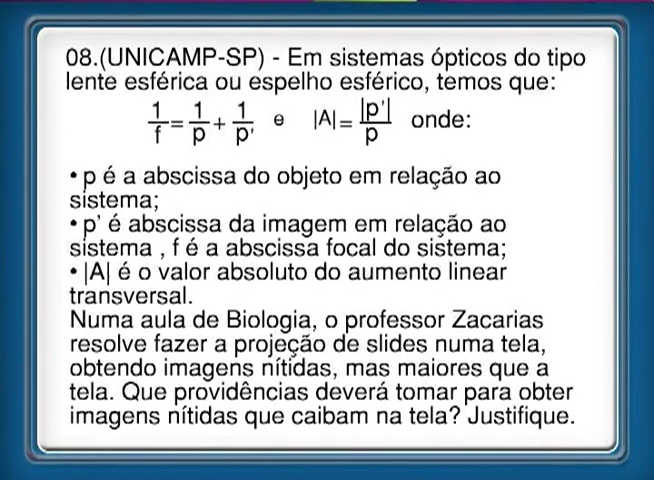 08.(UNICAMP-SP) - Em sistemas ópticos do tipo
lente esférica ou espelho esférico, temos que:
1/f = 1/p + 1/p' e |A| = |p'|/p onde:
• p é a abscissa do objeto em relação ao
sistema;
• p' é abscissa da imagem em relação ao
sistema , f é a abscissa focal do sistema;
• |A| é o valor absoluto do aumento linear
transversal.
Numa aula de Biologia, o professor Zacarias
resolve fazer a projeção de slides numa tela,
obtendo imagens nítidas, mas maiores que a
tela. Que providências deverá tomar para obter
imagens nítidas que caibam na tela? Justifique.